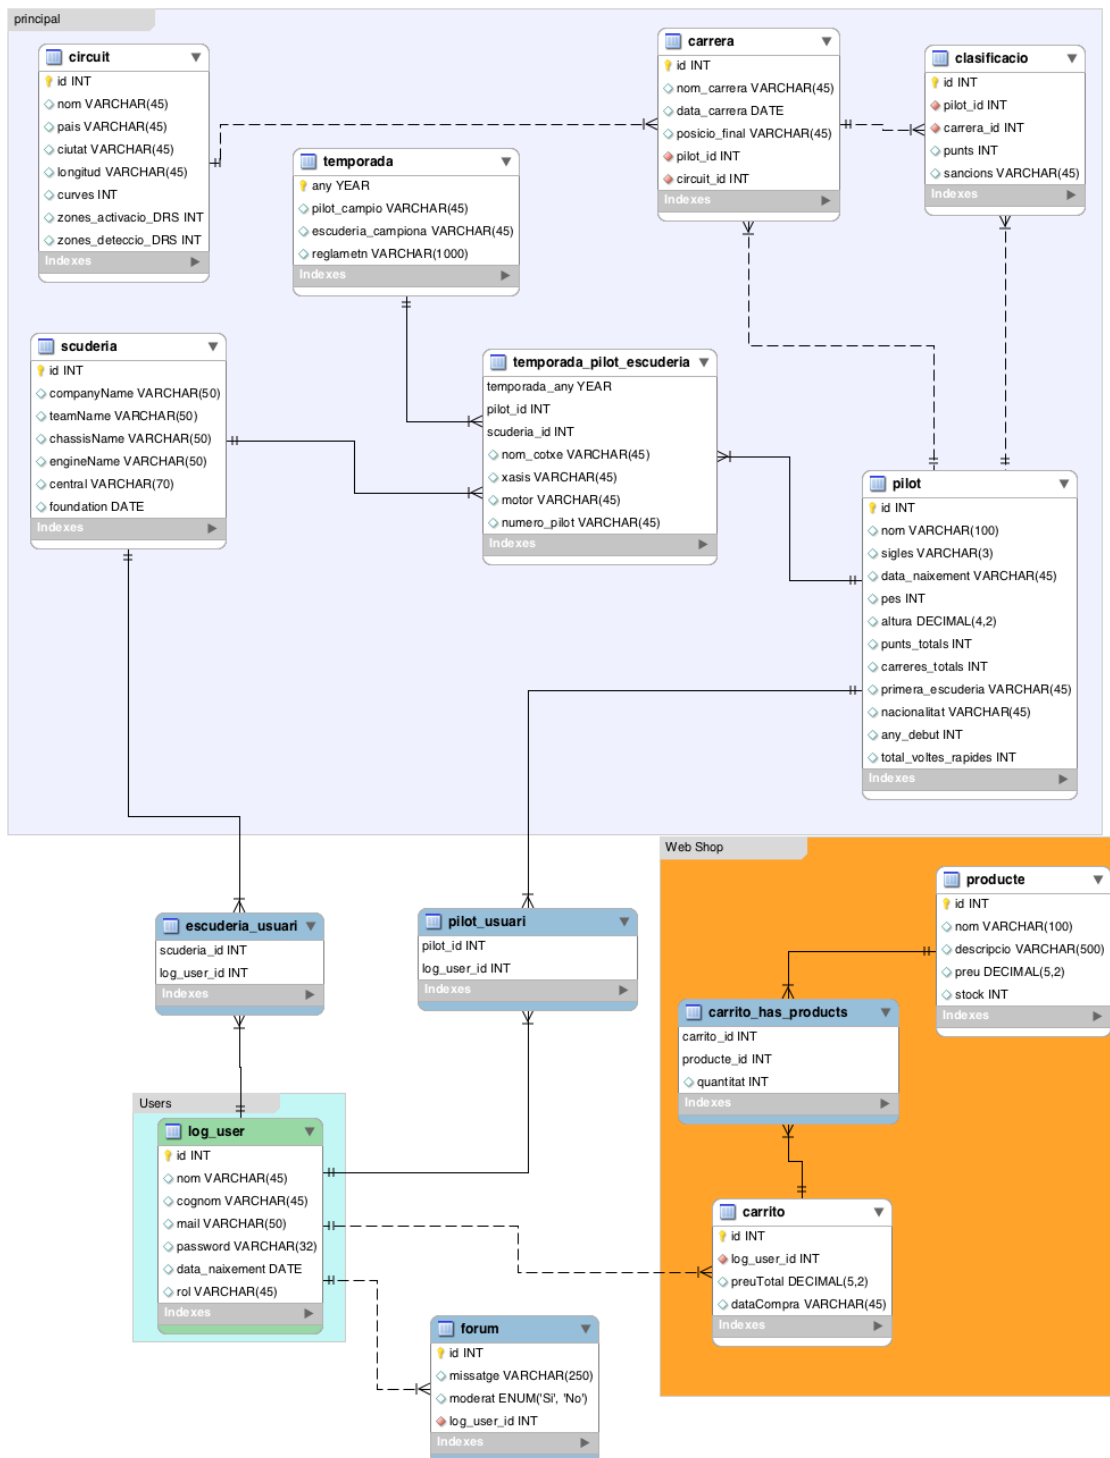 principal
circuit
id INT
nom VARCHAR(45)
pais VARCHAR(45)
ciutat VARCHAR(45)
longitud VARCHAR(45)
curves INT
zones_activacio_DRS INT
zones_deteccio_DRS INT
Indexes
temporada
any YEAR
pilot_campio VARCHAR(45)
escuderia_campiona VARCHAR(45)
reglametn VARCHAR(1000)
Indexes
carrera
id INT
nom_carrera VARCHAR(45)
data_carrera DATE
posicio_final VARCHAR(45)
pilot_id INT
circuit_id INT
Indexes
clasificacio
id INT
pilot_id INT
carrera_id INT
punts INT
sancions VARCHAR(45)
Indexes
scuderia
id INT
companyName VARCHAR(50)
teamName VARCHAR(50)
chassisName VARCHAR(50)
engineName VARCHAR(50)
central VARCHAR(70)
foundation DATE
Indexes
temporada_pilot_escuderia
temporada_any YEAR
pilot_id INT
scuderia_id INT
nom_cotxe VARCHAR(45)
xasis VARCHAR(45)
motor VARCHAR(45)
numero_pilot VARCHAR(45)
Indexes
pilot
id INT
nom VARCHAR(100)
sigles VARCHAR(3)
data_naixement VARCHAR(45)
pes INT
altura DECIMAL(4,2)
punts_totals INT
carreres_totals INT
primera_escuderia VARCHAR(45)
nacionalitat VARCHAR(45)
any_debut INT
total_voltes_rapides INT
Indexes
escuderia_usuari
scuderia_id INT
log_user_id INT
Indexes
pilot_usuari
pilot_id INT
log_user_id INT
Indexes
Web Shop
producte
id INT
nom VARCHAR(100)
descripcio VARCHAR(500)
preu DECIMAL(5,2)
stock INT
Indexes
carrito_has_products
carrito_id INT
producte_id INT
quantitat INT
Indexes
Users
log_user
id INT
nom VARCHAR(45)
cognom VARCHAR(45)
mail VARCHAR(50)
password VARCHAR(32)
data_naixement DATE
rol VARCHAR(45)
Indexes
carrito
id INT
log_user_id INT
preuTotal DECIMAL(5,2)
dataCompra VARCHAR(45)
Indexes
forum
id INT
missatge VARCHAR(250)
moderat ENUM('Si', 'No')
log_user_id INT
Indexes